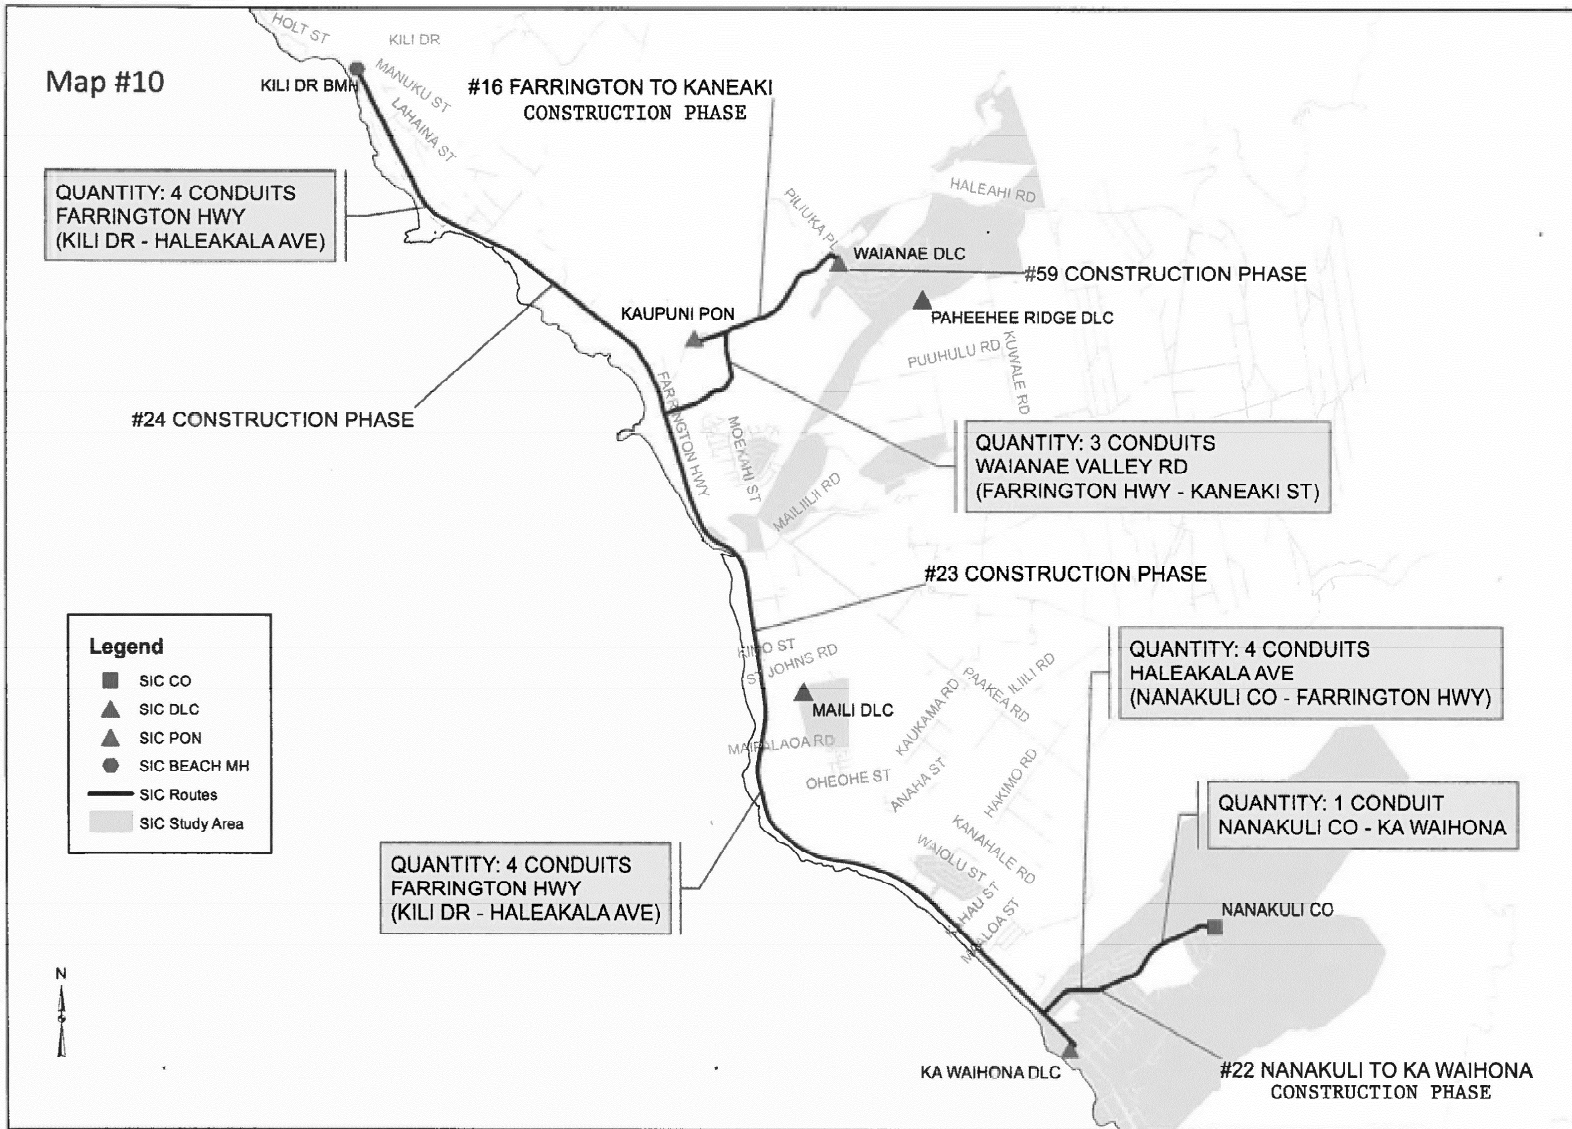 Map #10
HOLT ST
KILI DR
KILI DR BMH
MANUKU ST
LAHAINA ST
#16 FARRINGTON TO KANEAKI
CONSTRUCTION PHASE
QUANTITY: 4 CONDUITS
FARRINGTON HWY
(KILI DR - HALEAKALA AVE)
HALEAHI RD
PILIUKA PL
WAIANAE DLC
#59 CONSTRUCTION PHASE
KAUPUNI PON
PAHEEHEE RIDGE DLC
PUUHULU RD
KUWALE RD
#24 CONSTRUCTION PHASE
FARRINGTON HWY
MOEKAHI ST
MAILIILII RD
QUANTITY: 3 CONDUITS
WAIANAE VALLEY RD
(FARRINGTON HWY - KANEAKI ST)
#23 CONSTRUCTION PHASE
KIMO ST
ST JOHNS RD
MAILI DLC
MAIPALAOA RD
OHEOHE ST
KAUKAMA RD
PAAKEA RD
ILIILI RD
ANAHA ST
HAKIMO RD
KANAHALE RD
WAIOLU ST
QUANTITY: 4 CONDUITS
HALEAKALA AVE
(NANAKULI CO - FARRINGTON HWY)
QUANTITY: 1 CONDUIT
NANAKULI CO - KA WAIHONA
Legend
SIC CO
SIC DLC
SIC PON
SIC BEACH MH
SIC Routes
SIC Study Area
QUANTITY: 4 CONDUITS
FARRINGTON HWY
(KILI DR - HALEAKALA AVE)
NANAKULI CO
N
KA WAIHONA DLC
#22 NANAKULI TO KA WAIHONA
CONSTRUCTION PHASE